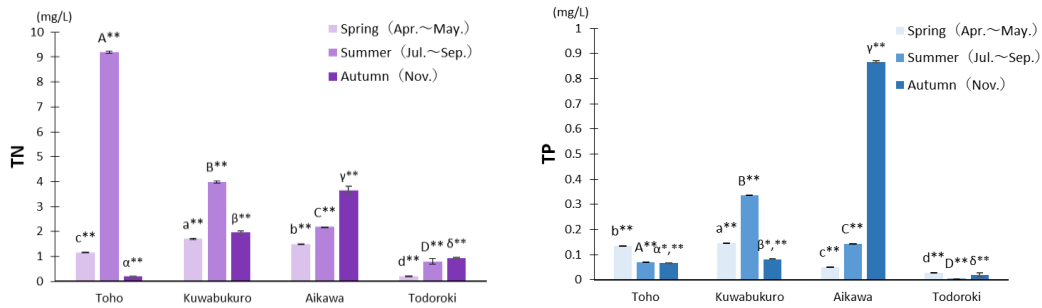 (mg/L)
TN
10
9
8
7
6
5
4
3
2
1
0
Spring（Apr.～May.）
Summer（Jul.～Sep.）
Autumn（Nov.）
c** A** α**
a** B** β**
b** C** γ**
d** D** δ**
Toho Kuwabukuro Aikawa Todoroki
(mg/L)
TP
1
0.9
0.8
0.7
0.6
0.5
0.4
0.3
0.2
0.1
0
Spring（Apr.～May.）
Summer（Jul.～Sep.）
Autumn（Nov.）
b** A** α*,**
a** B** β*,**
c** C** γ**
d** D** δ**
Toho Kuwabukuro Aikawa Todoroki